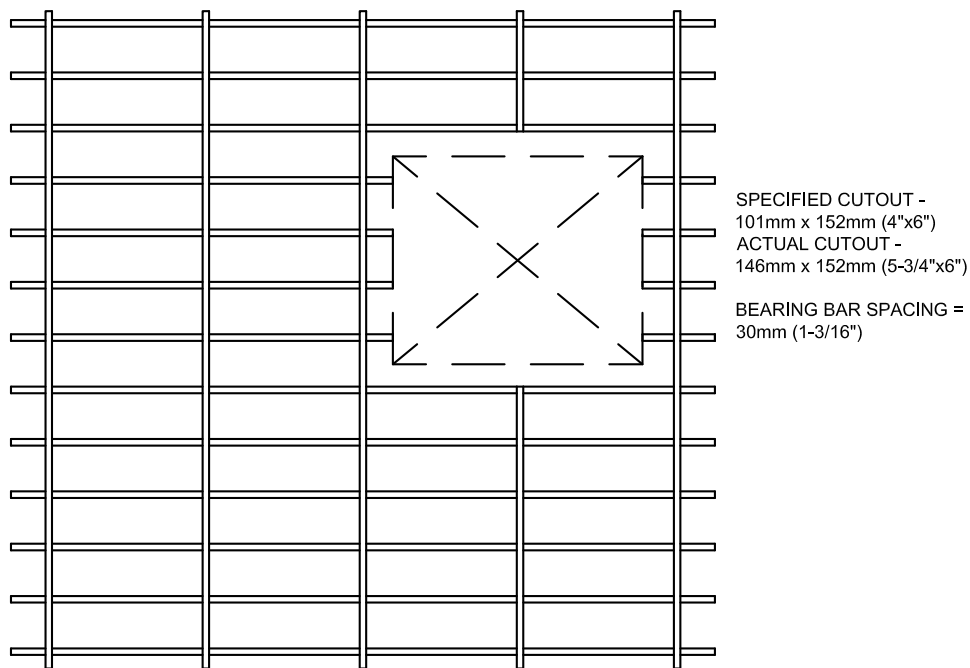 SPECIFIED CUTOUT -
101mm x 152mm (4"x6")
ACTUAL CUTOUT -
146mm x 152mm (5-3/4"x6")
BEARING BAR SPACING =
30mm (1-3/16")